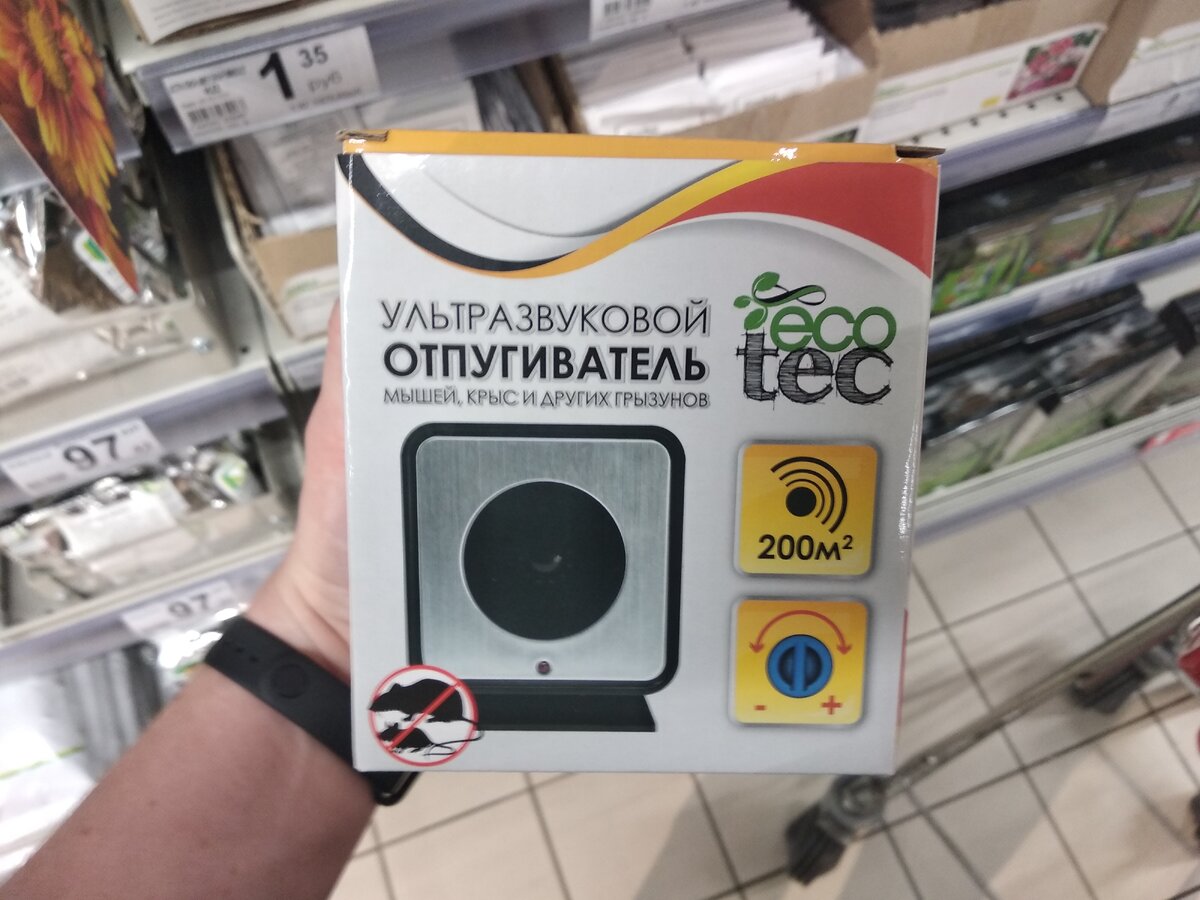 1 35
руб
УЛЬТРАЗВУКОВОЙ
ОТПУГИВАТЕЛЬ
МЫШЕЙ, КРЫС И ДРУГИХ ГРЫЗУНОВ
eco
tec
200м²
- +
97
97